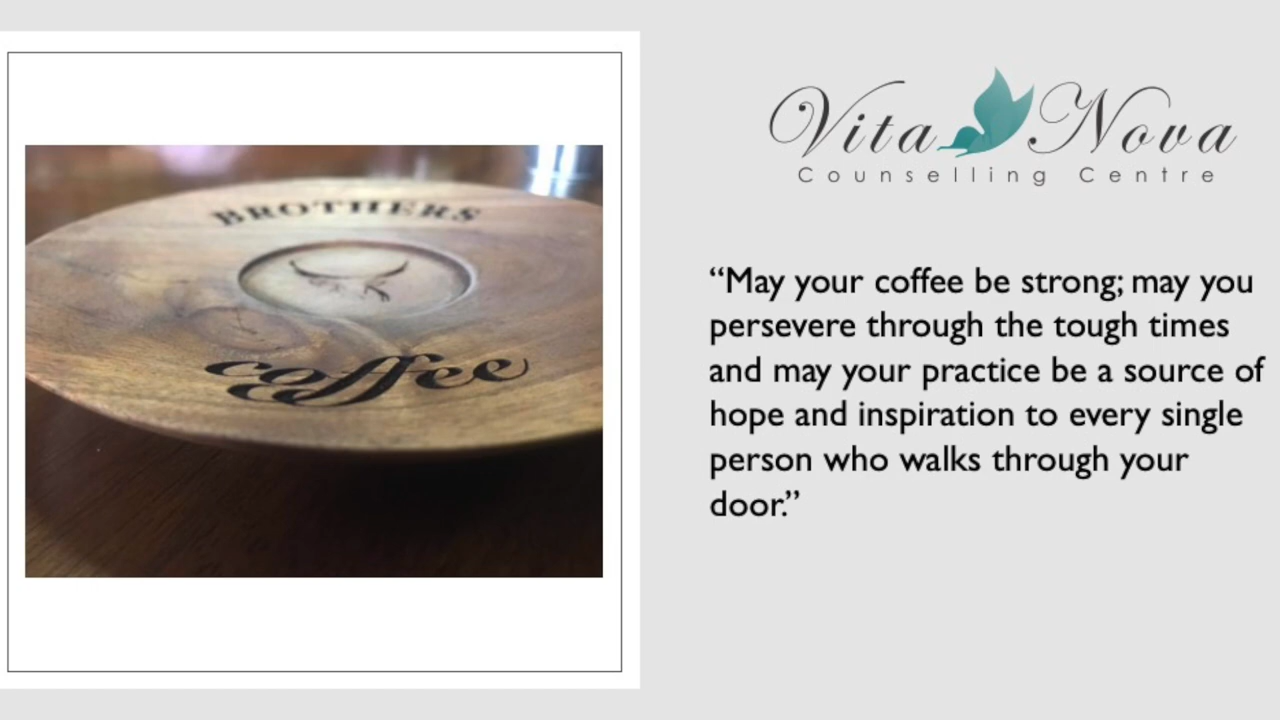 BROTHERS
coffee
Vita Nova
Counselling Centre
“May your coffee be strong; may you
persevere through the tough times
and may your practice be a source of
hope and inspiration to every single
person who walks through your
door.”